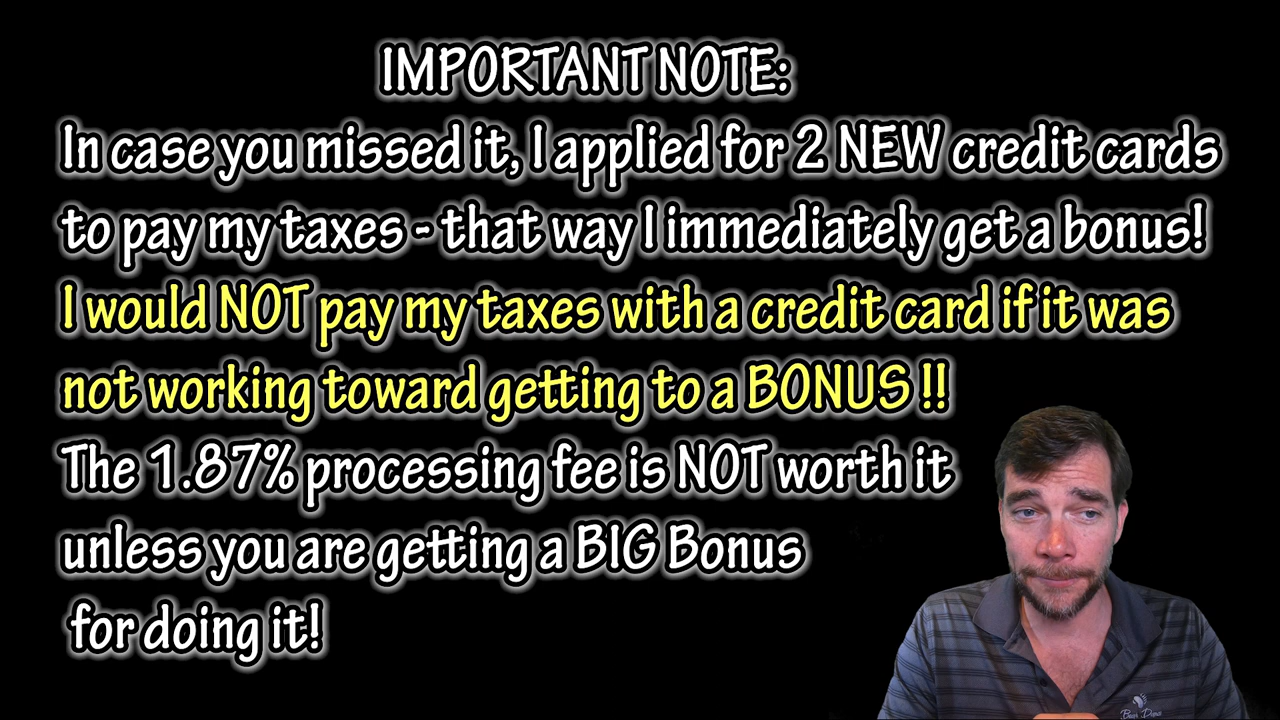 IMPORTANT NOTE:
In case you missed it, I applied for 2 NEW credit cards
to pay my taxes - that way I immediately get a bonus!
I would NOT pay my taxes with a credit card if it was
not working toward getting to a BONUS !!
The 1.87% processing fee is NOT worth it
unless you are getting a BIG Bonus
for doing it!